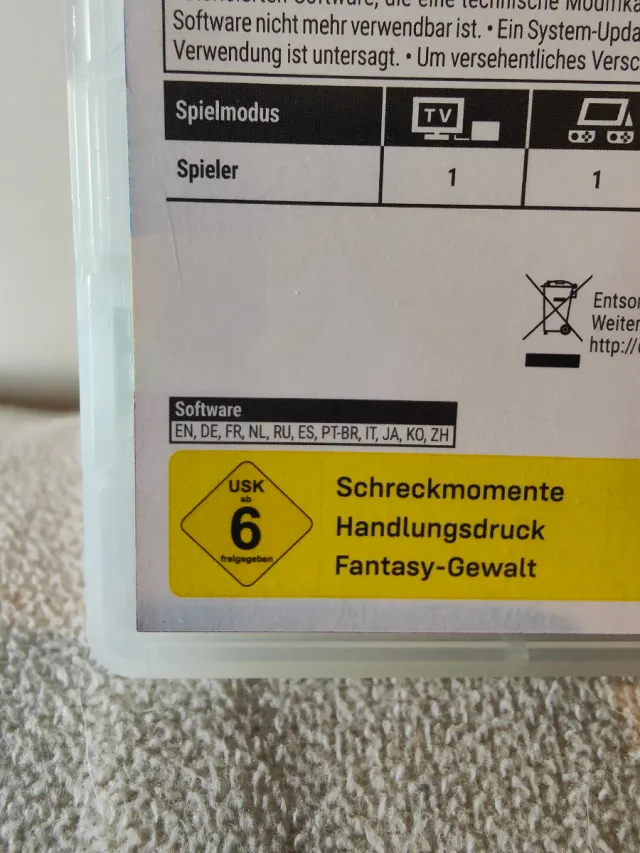 Software nicht mehr verwendbar ist. • Ein System-Upda
Verwendung ist untersagt. • Um versehentliches Versc
Spielmodus
TV
Spieler
1
1
Entsor
Weiter
http://
Software
EN, DE, FR, NL, RU, ES, PT-BR, IT, JA, KO, ZH
USK
ab
6
freigegeben
Schreckmomente
Handlungsdruck
Fantasy-Gewalt